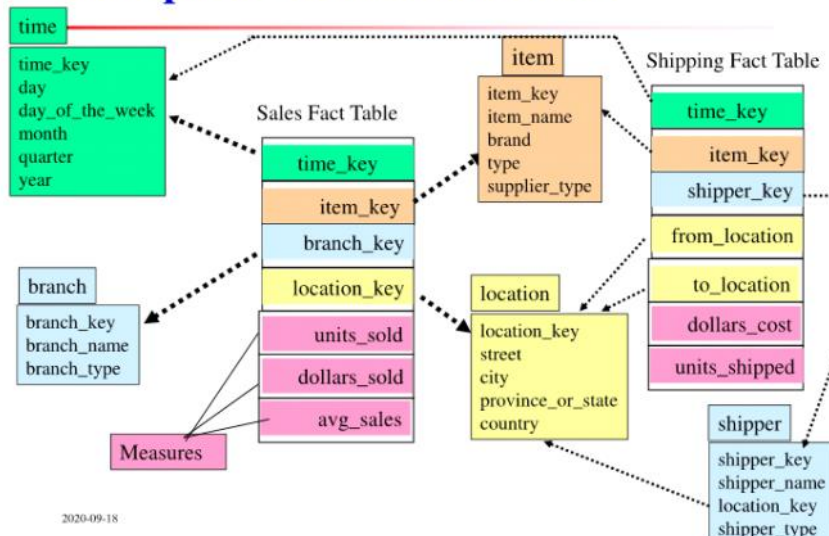 time
time_key
day
day_of_the_week
month
quarter
year
Sales Fact Table
time_key
item_key
branch_key
location_key
units_sold
dollars_sold
avg_sales
Measures
branch
branch_key
branch_name
branch_type
item
item_key
item_name
brand
type
supplier_type
location
location_key
street
city
province_or_state
country
Shipping Fact Table
time_key
item_key
shipper_key
from_location
to_location
dollars_cost
units_shipped
shipper
shipper_key
shipper_name
location_key
shipper_type
2020-09-18